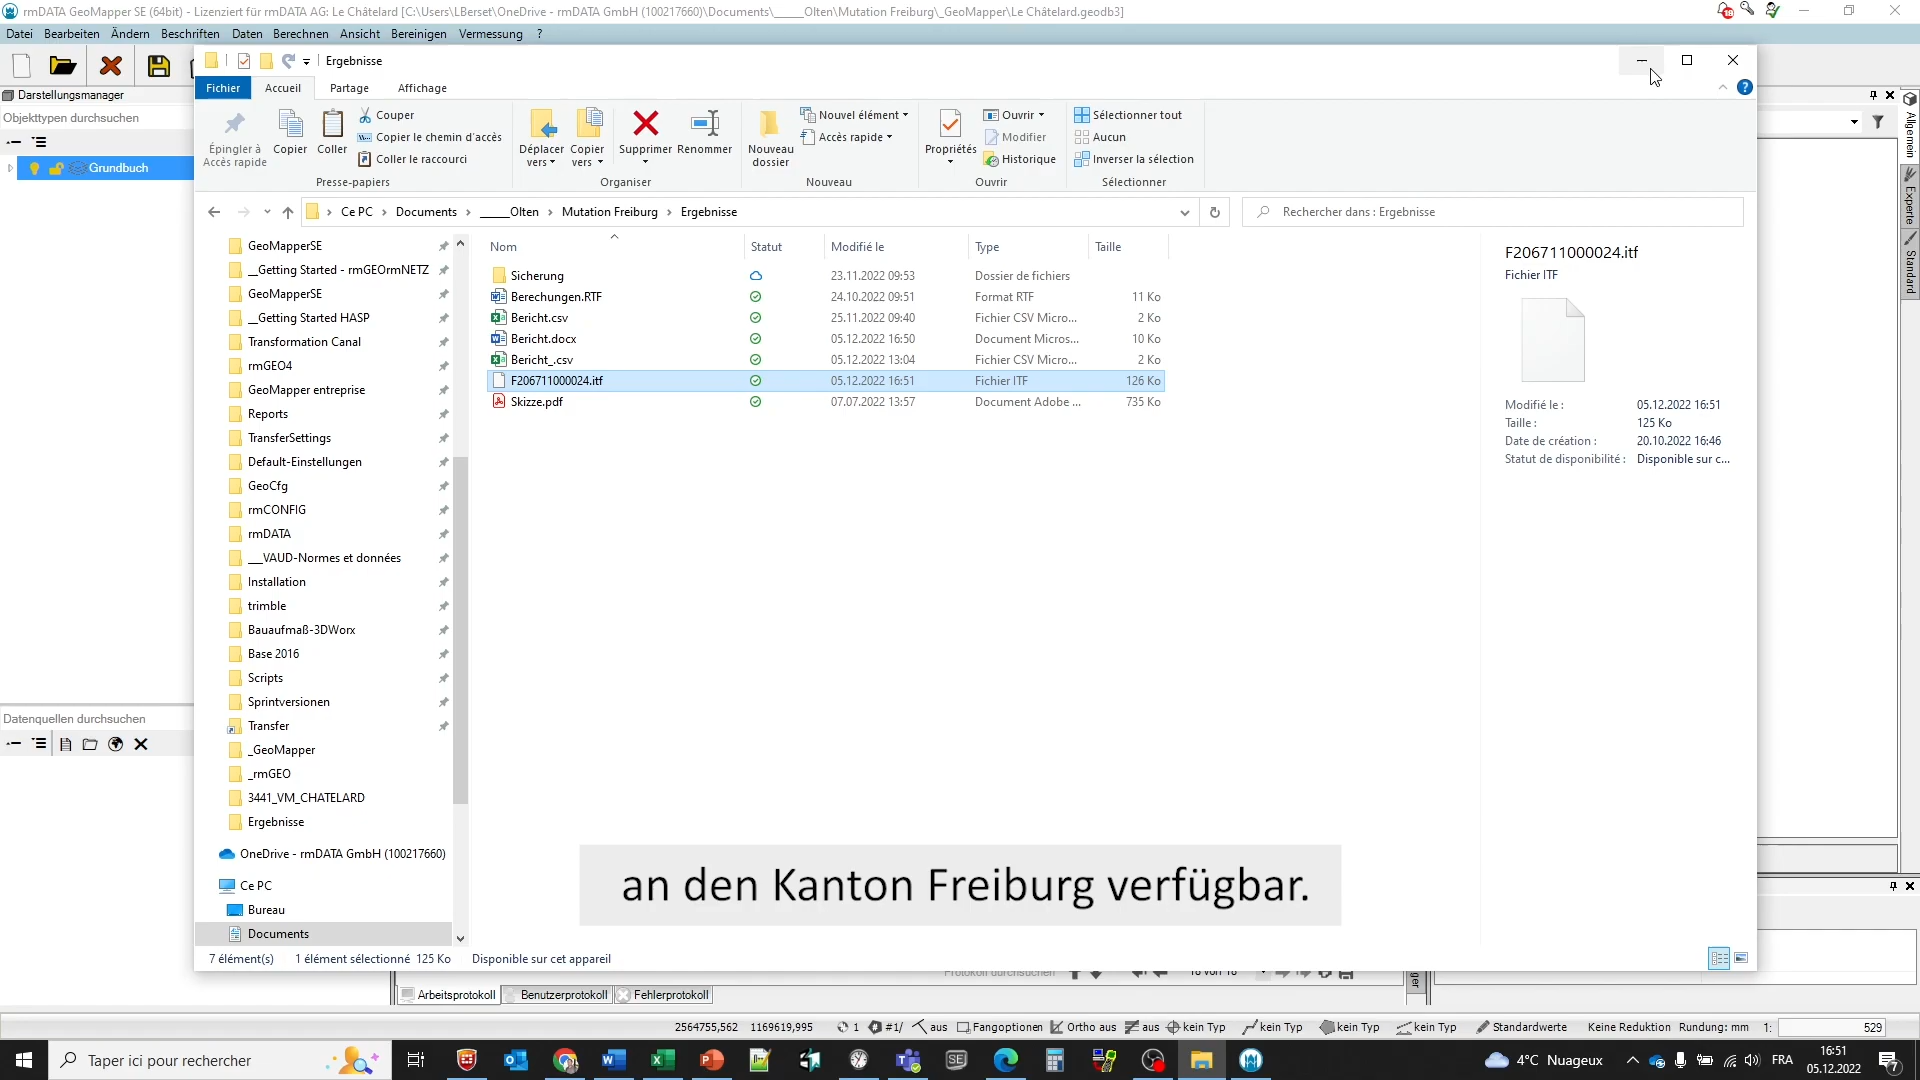 rmDATA GeoMapper SE (64bit) - Lizenziert für rmDATA AG: Le Châtelard [C:\Users\LBerset\OneDrive - rmDATA GmbH (100217660)\Documents\_____Olten\Mutation Freiburg\_GeoMapper\Le Châtelard.geodb3]
Datei Bearbeiten Ändern Beschriften Daten Berechnen Ansicht Bereinigen Vermessung ?
Ergebnisse
Fichier Accueil Partage Affichage
Darstellungsmanager
Objekttypen durchsuchen
Grundbuch
Épingler à Accès rapide
Copier
Coller
Couper
Copier le chemin d'accès
Coller le raccourci
Presse-papiers
Déplacer vers
Copier vers
Supprimer
Renommer
Organiser
Nouveau dossier
Nouvel élément
Accès rapide
Nouveau
Propriétés
Ouvrir
Modifier
Historique
Ouvrir
Sélectionner tout
Aucun
Inverser la sélection
Sélectionner
Allgemein
Experte
Standard
Ce PC > Documents > _____Olten > Mutation Freiburg > Ergebnisse
Rechercher dans : Ergebnisse
GeoMapperSE
__Getting Started - rmGEOrmNETZ
GeoMapperSE
__Getting Started HASP
Transformation Canal
rmGEO4
GeoMapper entreprise
Reports
TransferSettings
Default-Einstellungen
GeoCfg
rmCONFIG
rmDATA
___VAUD-Normes et données
Installation
trimble
Bauaufmaß-3DWorx
Base 2016
Scripts
Sprintversionen
Transfer
_GeoMapper
_rmGEO
3441_VM_CHATELARD
Ergebnisse
OneDrive - rmDATA GmbH (100217660)
Ce PC
Bureau
Documents
Datenquellen durchsuchen
Nom Statut Modifié le Type Taille
Sicherung 23.11.2022 09:53 Dossier de fichiers
Berechungen.RTF 24.10.2022 09:51 Format RTF 11 Ko
Bericht.csv 25.11.2022 09:40 Fichier CSV Micro... 2 Ko
Bericht.docx 05.12.2022 16:50 Document Micros... 10 Ko
Bericht_.csv 05.12.2022 13:04 Fichier CSV Micro... 2 Ko
F206711000024.itf 05.12.2022 16:51 Fichier ITF 126 Ko
Skizze.pdf 07.07.2022 13:57 Document Adobe ... 735 Ko
F206711000024.itf
Fichier ITF
Modifié le : 05.12.2022 16:51
Taille : 125 Ko
Date de création : 20.10.2022 16:46
Statut de disponibilité : Disponible sur c...
an den Kanton Freiburg verfügbar.
7 élément(s) 1 élément sélectionné 125 Ko Disponible sur cet appareil
Protokoll durchsuchen 18 von 18
Arbeitsprotokoll Benutzerprotokoll Fehlerprotokoll
2564755,562 1169619,995 1 #1/ aus Fangoptionen Ortho aus aus kein Typ kein Typ kein Typ kein Typ Standardwerte Keine Reduktion Rundung: mm 1: 529
Taper ici pour rechercher
4°C Nuageux FRA 16:51
05.12.2022